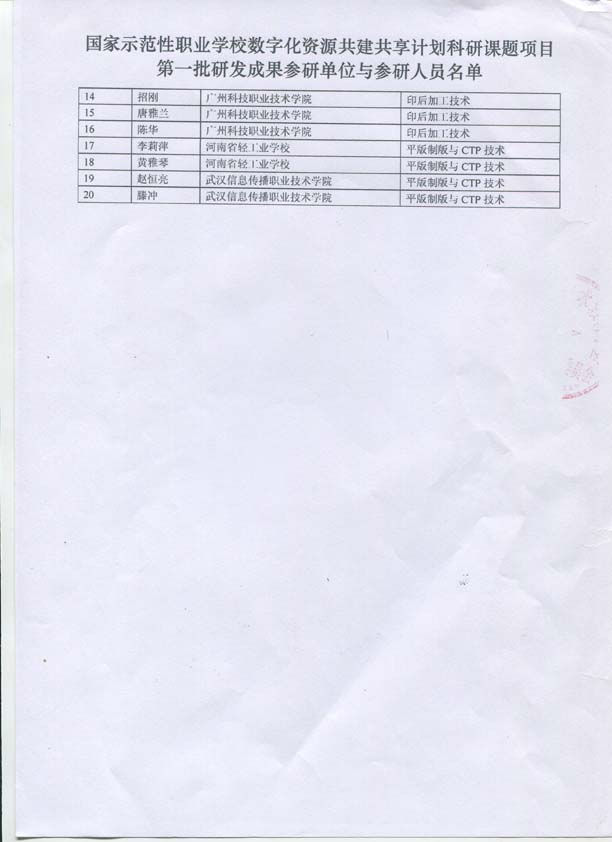 国家示范性职业学校数字化资源共建共享计划科研课题项目
第一批研发成果参研单位与参研人员名单
14 招刚 广州科技职业技术学院 印后加工技术
15 唐雅兰 广州科技职业技术学院 印后加工技术
16 陈华 广州科技职业技术学院 印后加工技术
17 李莉萍 河南省轻工业学校 平版制版与 CTP 技术
18 黄雅琴 河南省轻工业学校 平版制版与 CTP 技术
19 赵恒亮 武汉信息传播职业技术学院 平版制版与 CTP 技术
20 滕冲 武汉信息传播职业技术学院 平版制版与 CTP 技术